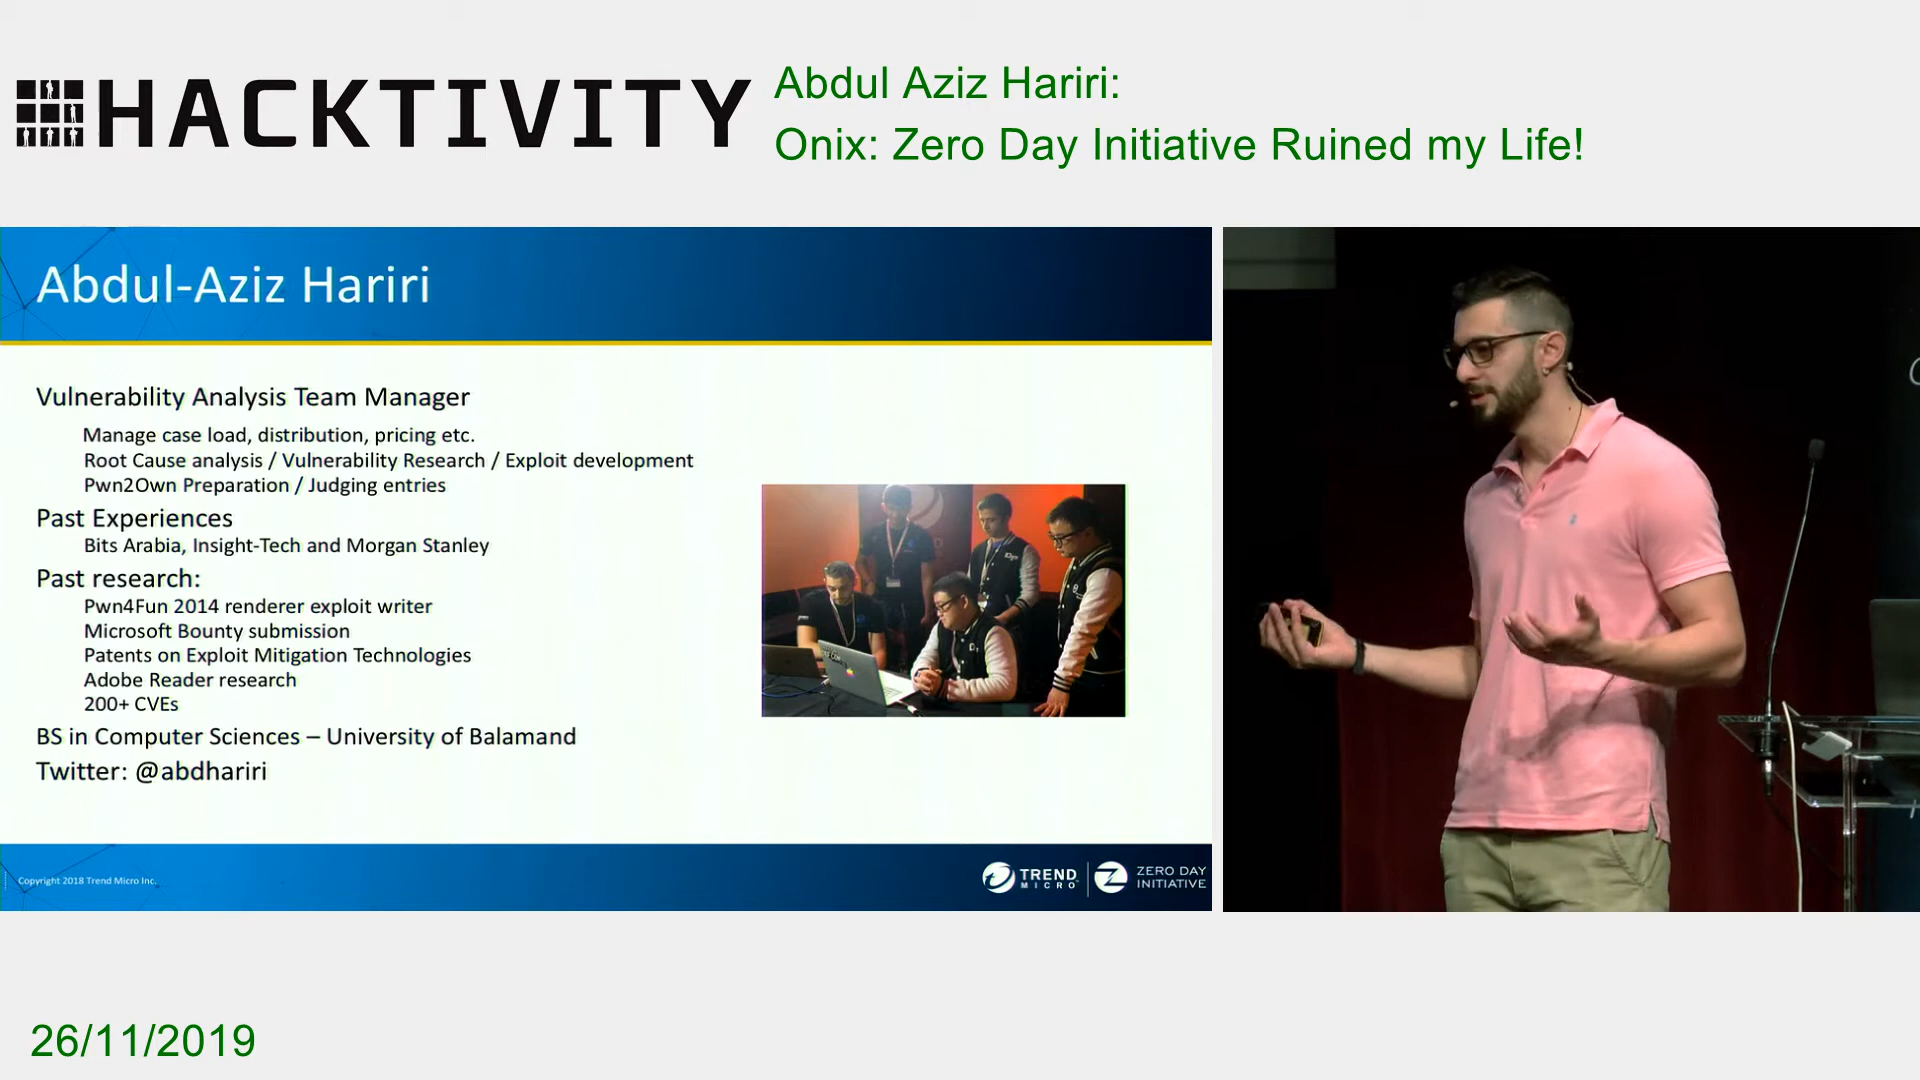 HACKTIVITY
Abdul Aziz Hariri:
Onix: Zero Day Initiative Ruined my Life!
Abdul-Aziz Hariri
Vulnerability Analysis Team Manager
Manage case load, distribution, pricing etc.
Root Cause analysis / Vulnerability Research / Exploit development
Pwn2Own Preparation / Judging entries
Past Experiences
Bits Arabia, Insight-Tech and Morgan Stanley
Past research:
Pwn4Fun 2014 renderer exploit writer
Microsoft Bounty submission
Patents on Exploit Mitigation Technologies
Adobe Reader research
200+ CVEs
BS in Computer Sciences – University of Balamand
Twitter: @abdhariri
Copyright 2018 Trend Micro Inc.
TREND
MICRO
ZERO DAY
INITIATIVE
26/11/2019